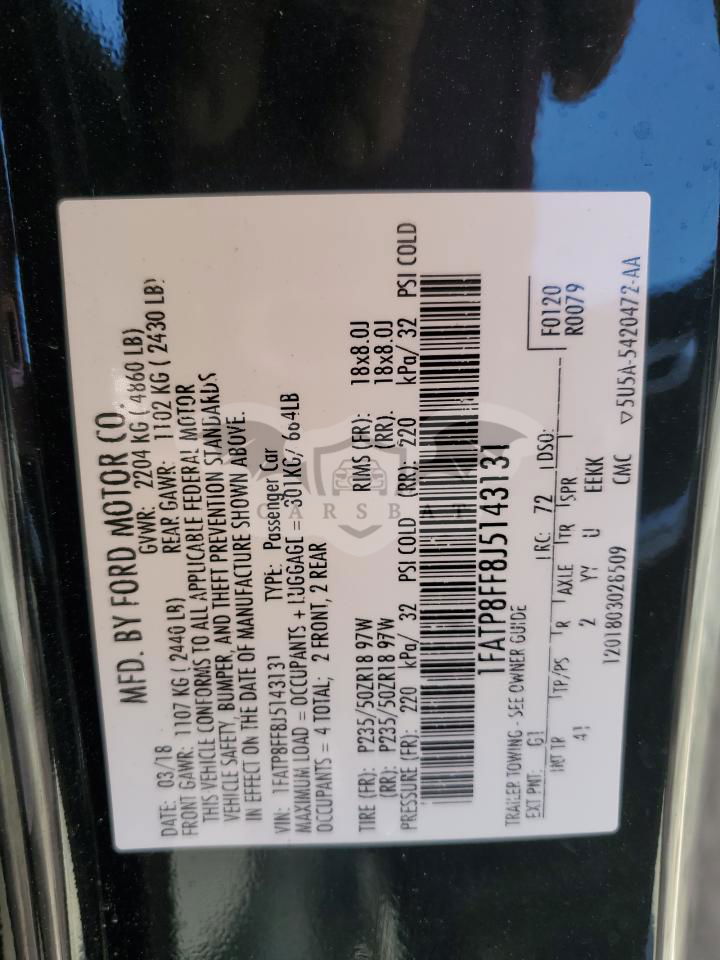 MFD. BY FORD MOTOR CO.
DATE: 03/18 GVWR: 2204 KG ( 4860 LB)
FRONT GAWR: 1107 KG ( 2440 LB) REAR GAWR: 1102 KG ( 2430 LB)
THIS VEHICLE CONFORMS TO ALL APPLICABLE FEDERAL MOTOR
VEHICLE SAFETY, BUMPER, AND THEFT PREVENTION STANDARDS
IN EFFECT ON THE DATE OF MANUFACTURE SHOWN ABOVE.
VIN: 1FATP8FF8J5143131 TYPE: Passenger Car
MAXIMUM LOAD = OCCUPANTS + LUGGAGE = 301KG/ 664LB
OCCUPANTS = 4 TOTAL; 2 FRONT, 2 REAR
TIRE (FR): P235/50ZR18 97W RIMS (FR): 18x8.0J
(RR): P235/50ZR18 97W (RR): 18x8.0J
PRESSURE (FR): 220 kPa/ 32 PSI COLD (RR): 220 kPa/ 32 PSI COLD
1FATP8FF8J5143131
TRAILER TOWING - SEE OWNER GUIDE
EXT PNT: G1 RC: 72 DSO: F0120
R0079
INT TR TP/PS R AXLE TR SPR
41 2 YY U EEKK
1201803028509 CMC ▽5U5A-5420472-AA
CARSBAT